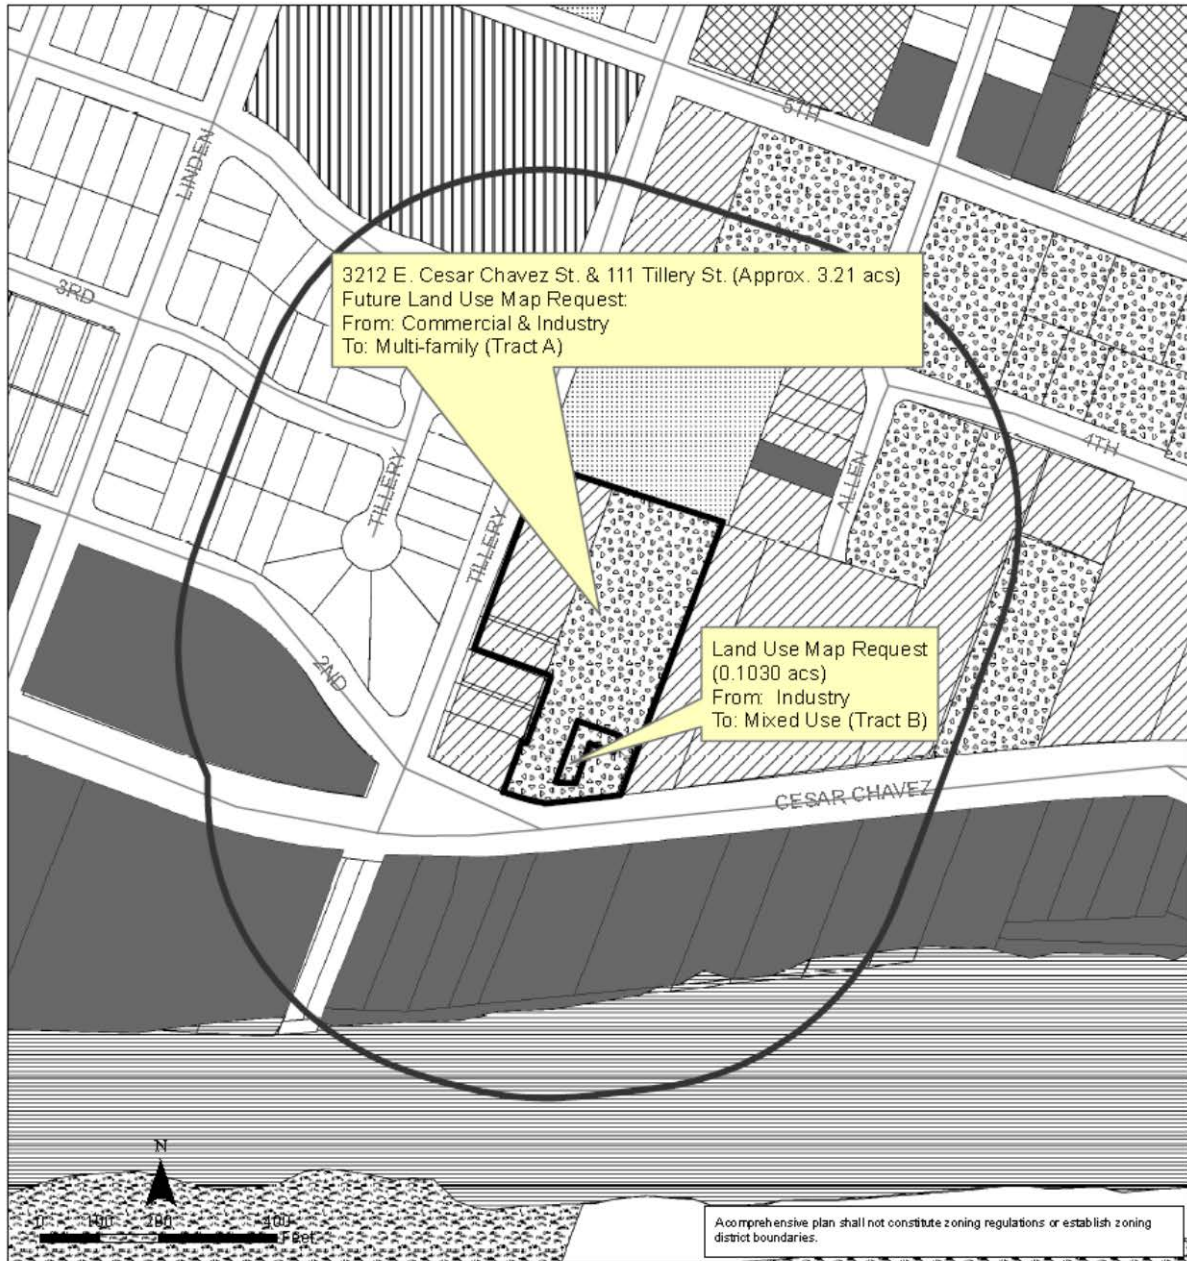 5TH
LINDEN
3212 E. Cesar Chavez St. & 111 Tillery St. (Approx. 3.21 acs)
Future Land Use Map Request:
From: Commercial & Industry
To: Multi-family (Tract A)
3RD
4TH
TILLERY
TILLERY
ALLEN
2ND
Land Use Map Request
(0.1030 acs)
From: Industry
To: Mixed Use (Tract B)
CESAR CHAVEZ
N
0 100 200 400
Feet
A comprehensive plan shall not constitute zoning regulations or establish zoning
district boundaries.